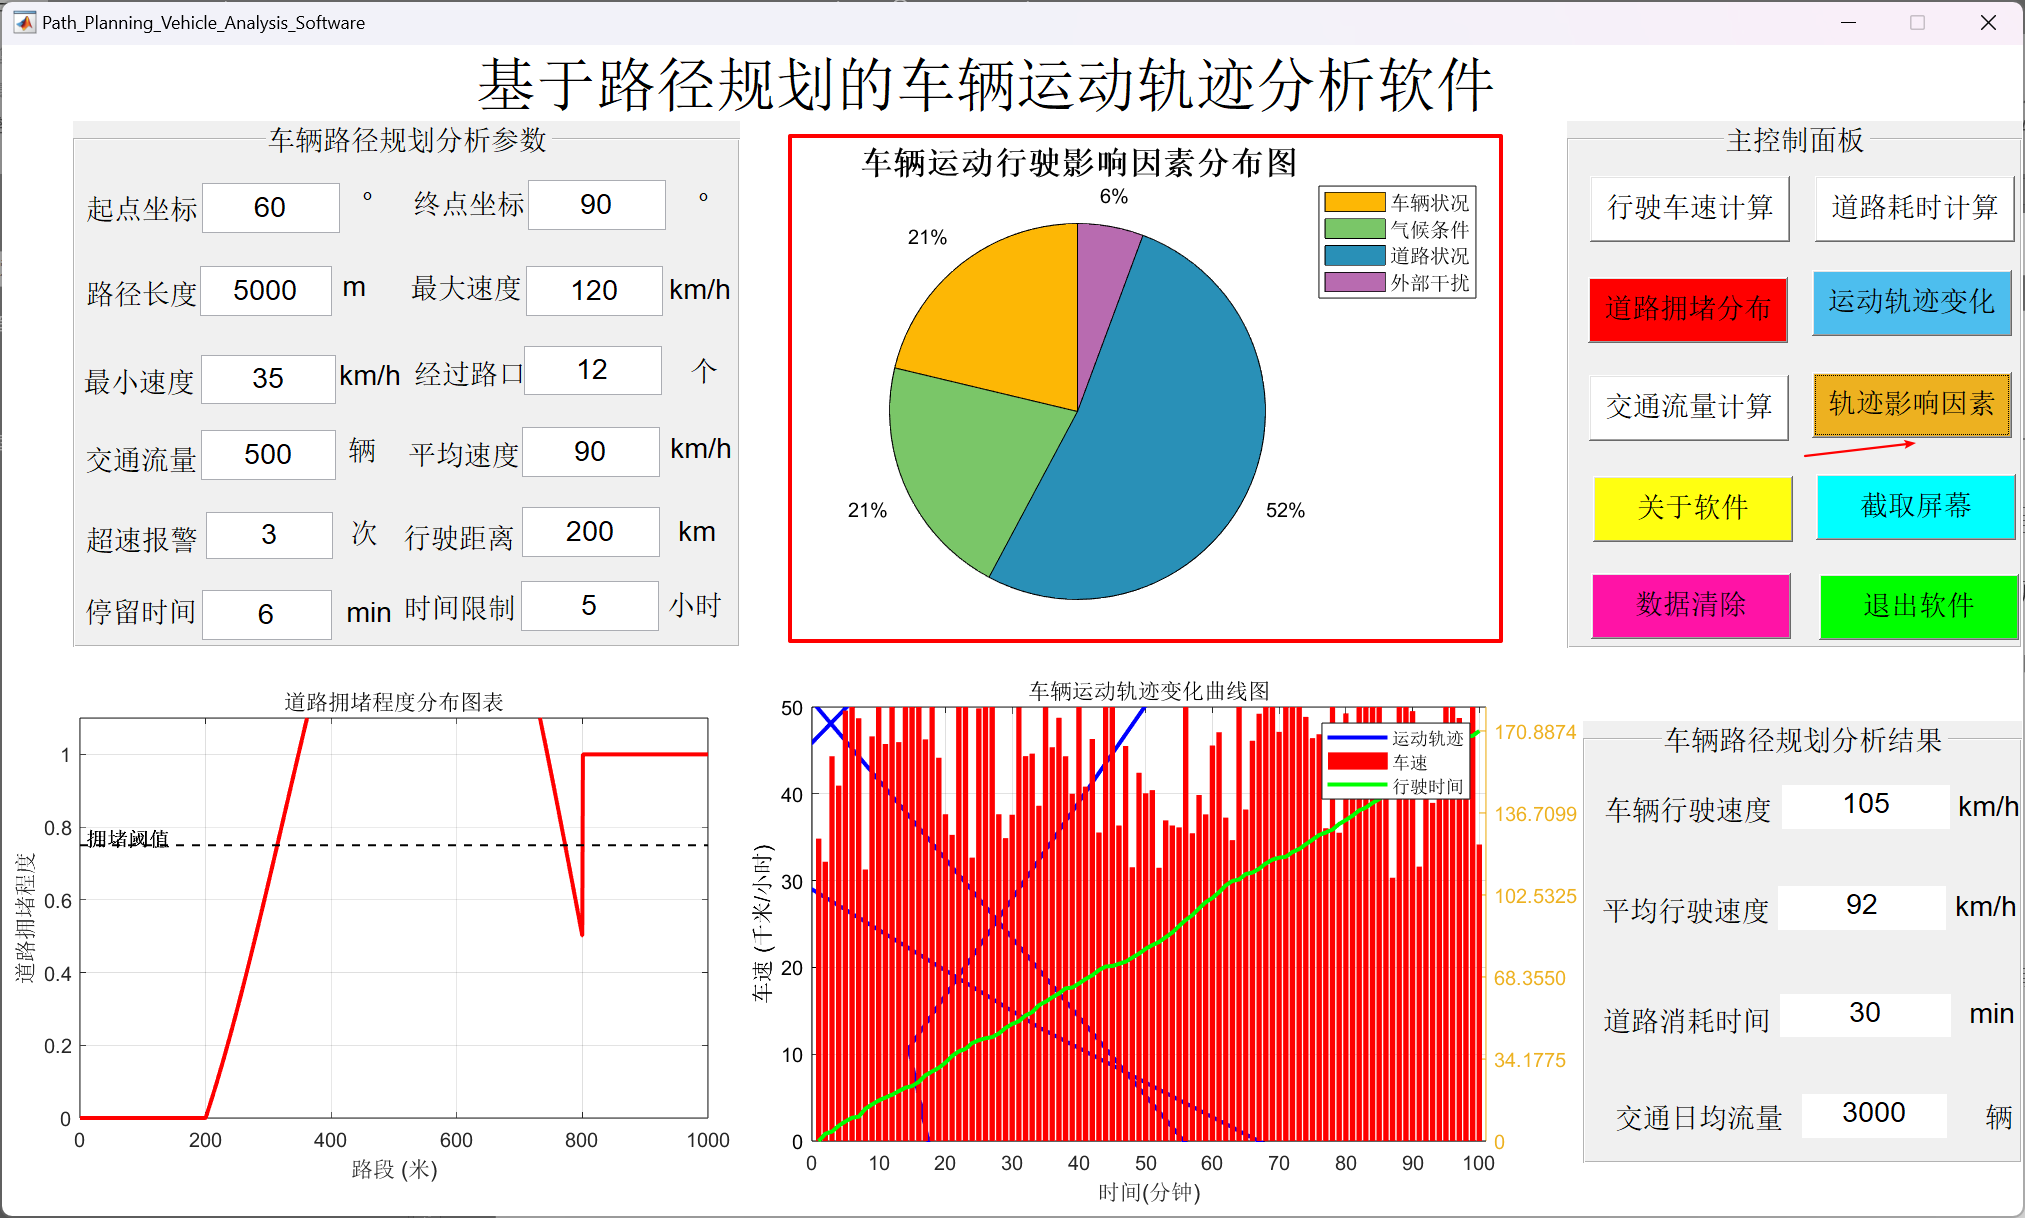 Path_Planning_Vehicle_Analysis_Software
基于路径规划的车辆运动轨迹分析软件
车辆路径规划分析参数
起点坐标 60 ° 终点坐标 90 °
路径长度 5000 m 最大速度 120 km/h
最小速度 35 km/h 经过路口 12 个
交通流量 500 辆 平均速度 90 km/h
超速报警 3 次 行驶距离 200 km
停留时间 6 min 时间限制 5 小时
车辆运动行驶影响因素分布图
6%
21%
21%
52%
车辆状况
气候条件
道路状况
外部干扰
主控制面板
行驶车速计算 道路耗时计算
道路拥堵分布 运动轨迹变化
交通流量计算 轨迹影响因素
关于软件 截取屏幕
数据清除 退出软件
道路拥堵程度分布图表
道路拥堵程度
1
0.8
0.6
0.4
0.2
0
拥堵阈值
0 200 400 600 800 1000
路段 (米)
车辆运动轨迹变化曲线图
车速 (千米/小时)
50
40
30
20
10
0
运动轨迹
车速
行驶时间
170.8874
136.7099
102.5325
68.3550
34.1775
0
0 10 20 30 40 50 60 70 80 90 100
时间(分钟)
车辆路径规划分析结果
车辆行驶速度 105 km/h
平均行驶速度 92 km/h
道路消耗时间 30 min
交通日均流量 3000 辆